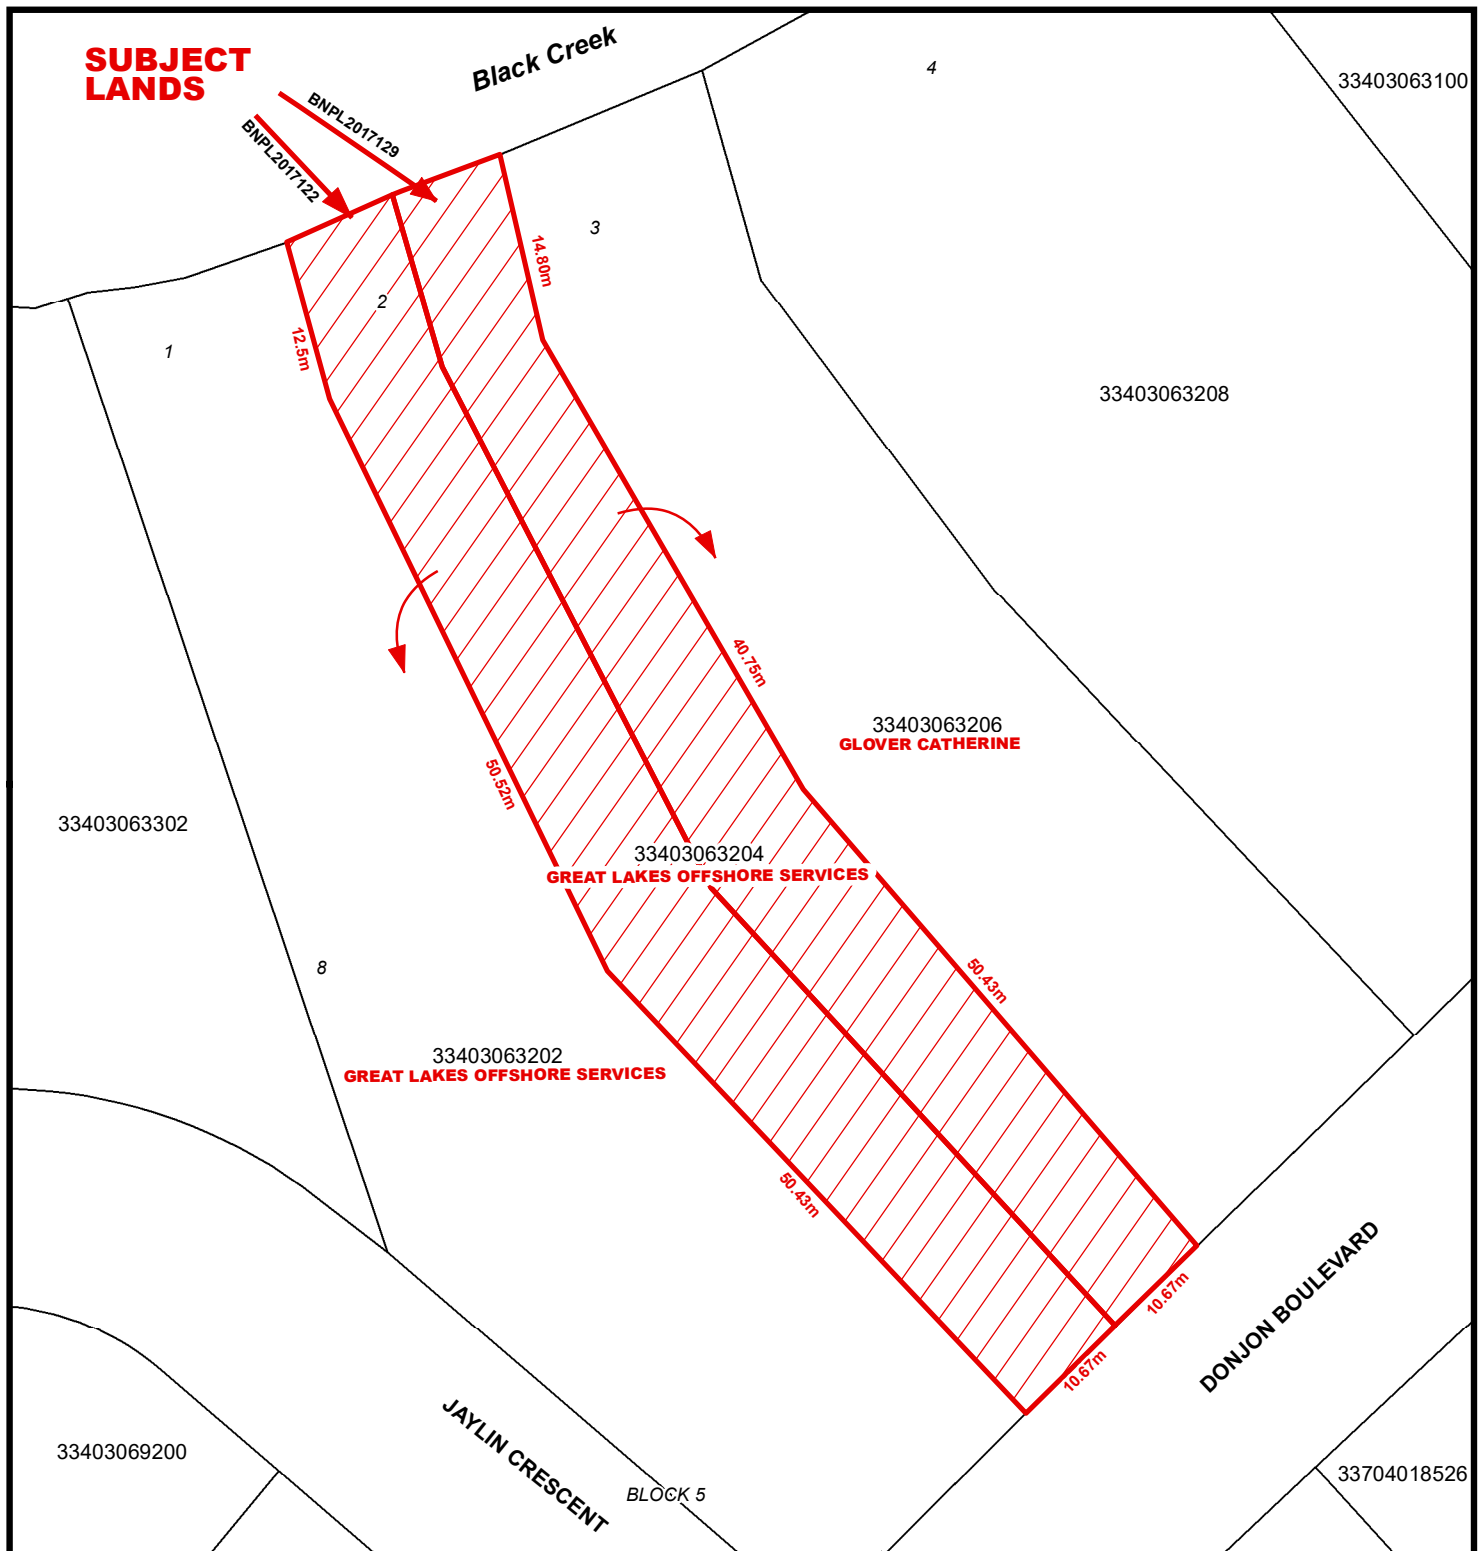 Black Creek
SUBJECT
LANDS
4
33403063100
BNPL2017129
BNPL2017122
3
14.80m
2
12.5m
1
33403063208
40.75m
33403063206
GLOVER CATHERINE
50.52m
33403063302
33403063204
GREAT LAKES OFFSHORE SERVICES
8
50.43m
33403063202
GREAT LAKES OFFSHORE SERVICES
50.43m
10.67m
DONJON BOULEVARD
10.67m
JAYLIN CRESCENT
33403069200
BLOCK 5
33704018526